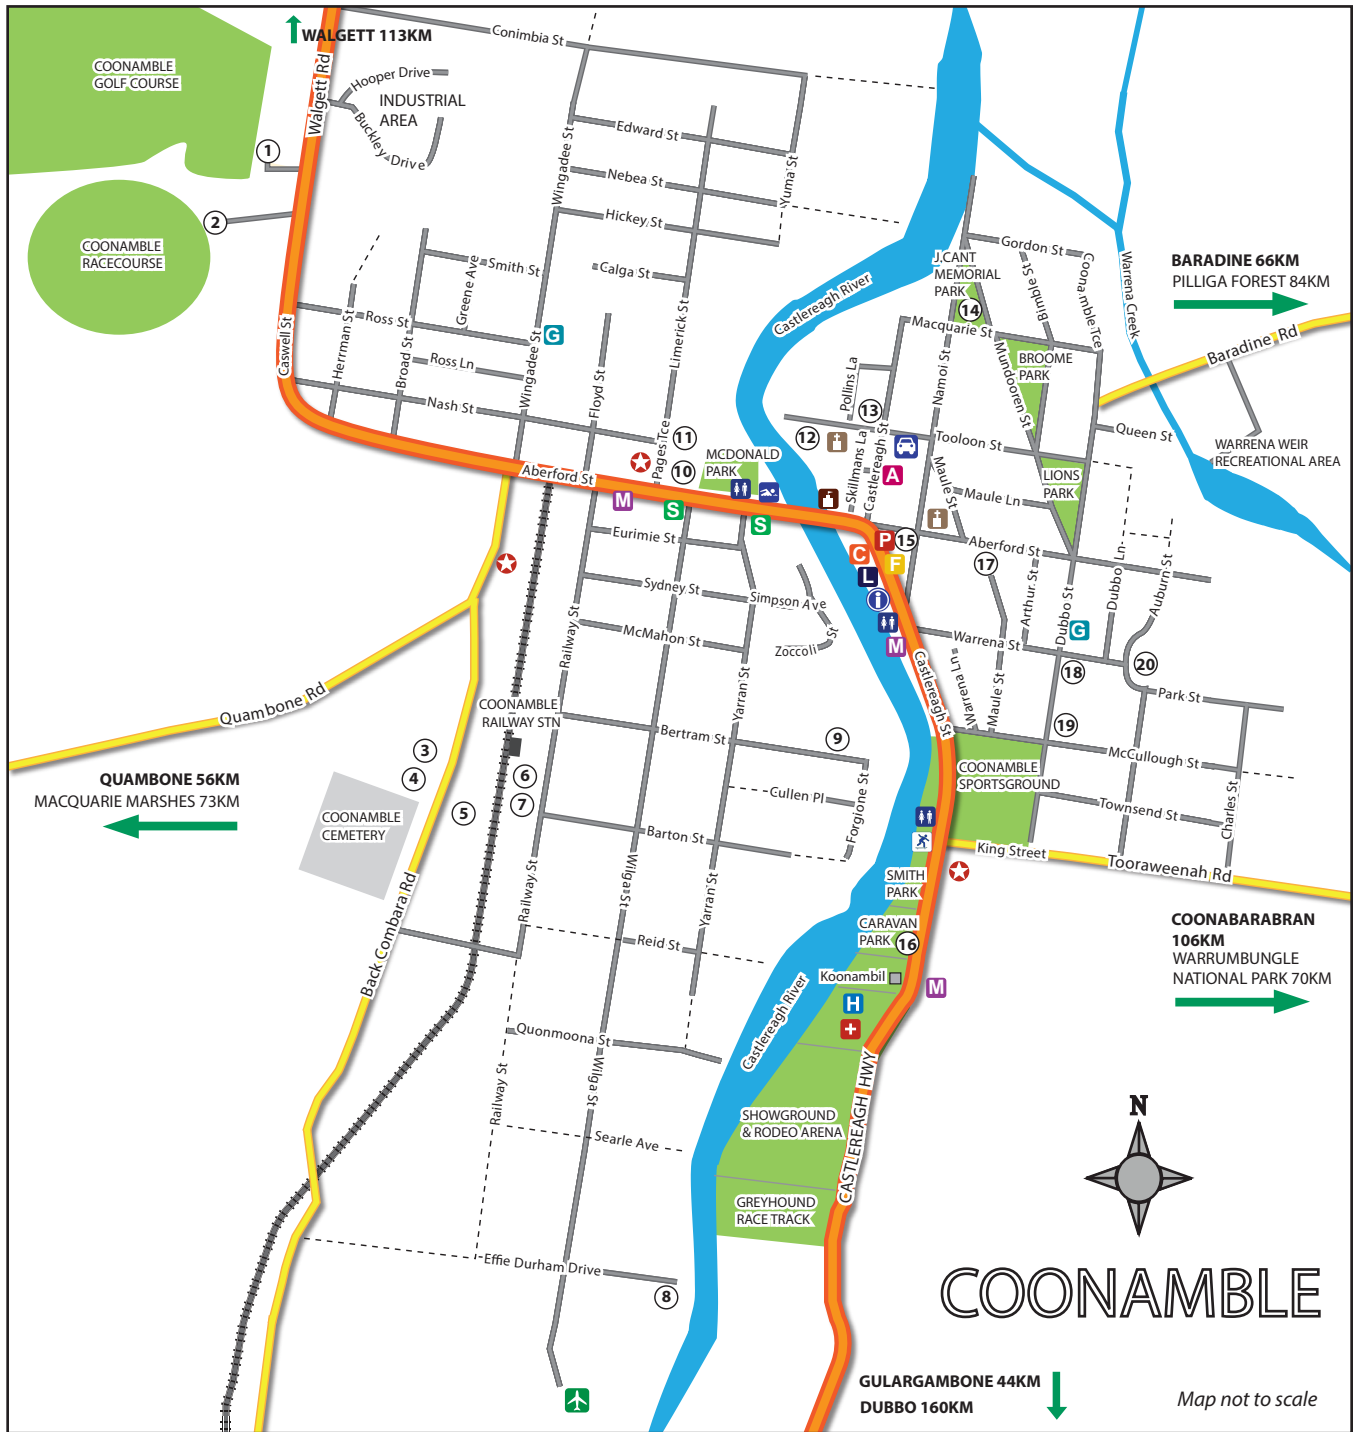 WALGETT 113KM
Conimbia St
COONAMBLE
GOLF COURSE
Walgett Rd
Hooper Drive
INDUSTRIAL
AREA
Buckley Drive
Edward St
Wingadee St
Nebea St
Yuma St
Hickey St
1
2
COONAMBLE
RACECOURSE
Smith St
Greene Ave
Calga St
Gordon St
J.CANT
MEMORIAL
PARK
14
Bimble St
Coonamble Tce
Warrena Creek
BARADINE 66KM
PILLIGA FOREST 84KM
Castlereagh River
Herrman St
Ross St
Broad St
Ross Ln
Caswell St
G
Wingadee St
Limerick St
Floyd St
Macquarie St
Baradine Rd
BROOME
PARK
Mundooren St
Namoi St
Pollins La
Nash St
Pages Tce
11
10
12
13
MCDONALD
PARK
Tooloon St
Queen St
WARRENA WEIR
RECREATIONAL AREA
Skillmans La
Castlereagh St
A
Maule St
Maule Ln
LIONS
PARK
Aberford St
M
S
S
P
15
C
F
L
i
M
Aberford St
17
Eurimie St
Sydney St
Simpson Ave
Zoccoli St
McMahon St
Railway St
Yarran St
Arthur St
Dubbo St
Dubbo Ln
Auburn St
G
Warrena St
18
20
Park St
Warrena Ln
Maule St
Castlereagh St
19
McCullough St
Quambone Rd
COONAMBLE
RAILWAY STN
Bertram St
9
QUAMBONE 56KM
MACQUARIE MARSHES 73KM
3
4
5
6
7
COONAMBLE
CEMETERY
Cullen Pl
Forgione St
Barton St
COONAMBLE
SPORTSGROUND
Townsend St
Charles St
King Street
Tooraweenah Rd
Back Combara Rd
Railway St
Wilga St
Yarran St
SMITH
PARK
CARAVAN
PARK
16
Reid St
Koonambil
H
M
COONABARABRAN
106KM
WARRUMBUNGLE
NATIONAL PARK 70KM
Castlereagh River
Quonmoona St
Railway St
Wilga St
CASTLEREAGH HWY
SHOWGROUND
& RODEO ARENA
Searle Ave
GREYHOUND
RACE TRACK
N
Effie Durham Drive
8
COONAMBLE
GULARGAMBONE 44KM
DUBBO 160KM
Map not to scale